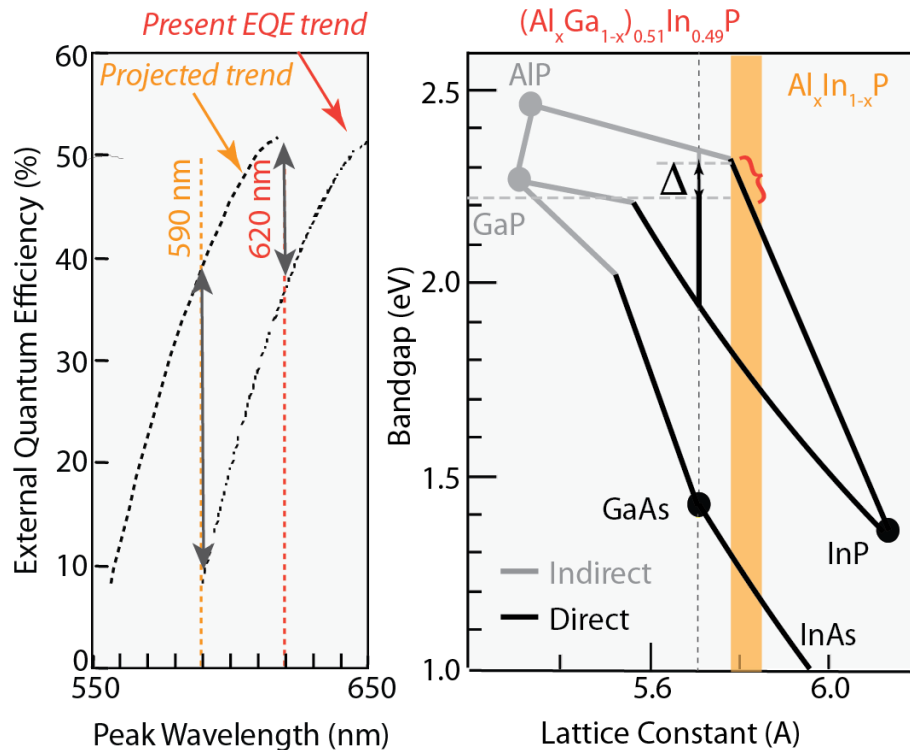 Present EQE trend
Projected trend
External Quantum Efficiency (%)
60
50
40
30
20
10
0
590 nm
620 nm
550
650
Peak Wavelength (nm)
(AlₓGa₁₋ₓ)₀.₅₁In₀.₄₉P
AlₓIn₁₋ₓP
Bandgap (eV)
2.5
2.0
1.5
1.0
AlP
GaP
Δ
GaAs
InP
InAs
Indirect
Direct
5.6
6.0
Lattice Constant (A)